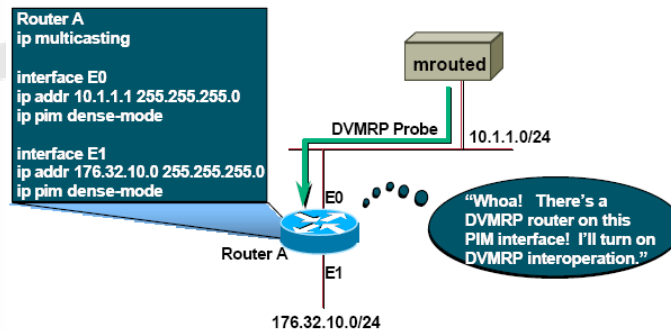 Router A
ip multicasting
interface E0
ip addr 10.1.1.1 255.255.255.0
ip pim dense-mode
interface E1
ip addr 176.32.10.0 255.255.255.0
ip pim dense-mode
mrouted
DVMRP Probe
10.1.1.0/24
E0
Router A
E1
176.32.10.0/24
“Whoa! There’s a
DVMRP router on this
PIM interface! I’ll turn on
DVMRP interoperation.”